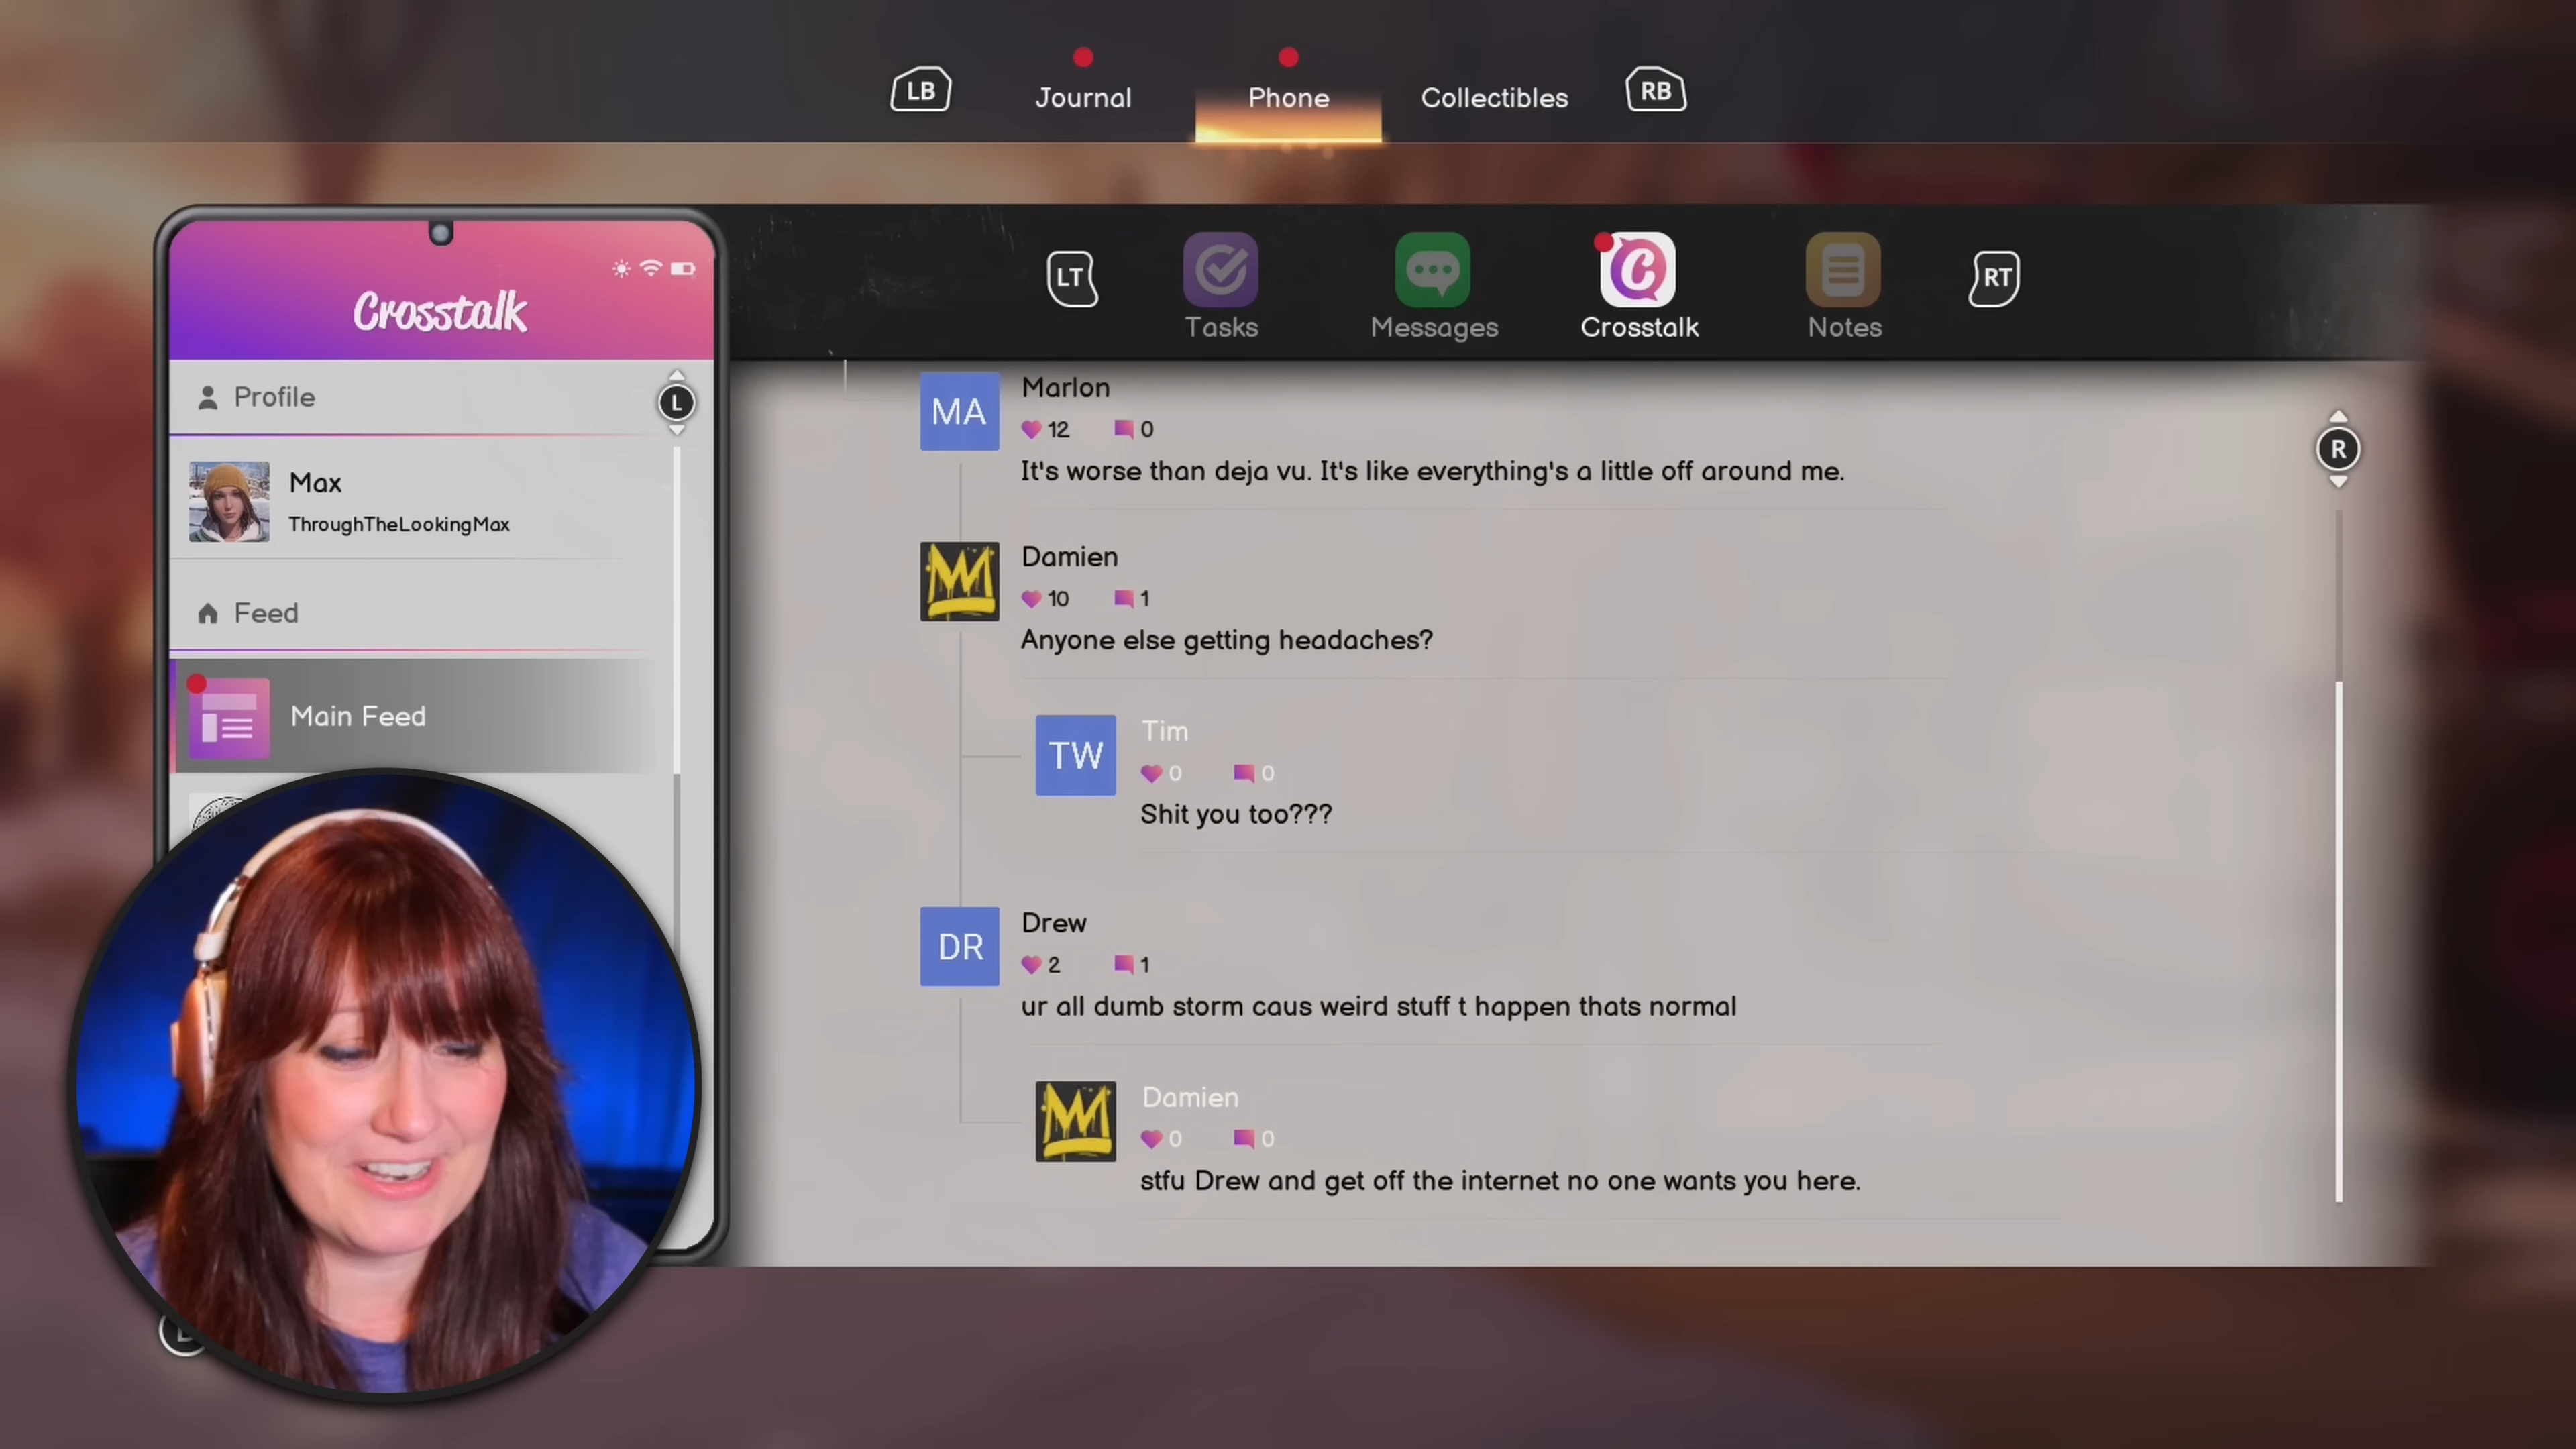 LB
Journal
Phone
Collectibles
RB
Crosstalk
LT
Tasks
Messages
Crosstalk
Notes
RT
Profile
L
Max
ThroughTheLookingMax
Feed
Main Feed
MA
Marlon
12 0
It's worse than deja vu. It's like everything's a little off around me.
R
Damien
10 1
Anyone else getting headaches?
TW
Tim
0 0
Shit you too???
DR
Drew
2 1
ur all dumb storm caus weird stuff t happen thats normal
Damien
0 0
stfu Drew and get off the internet no one wants you here.